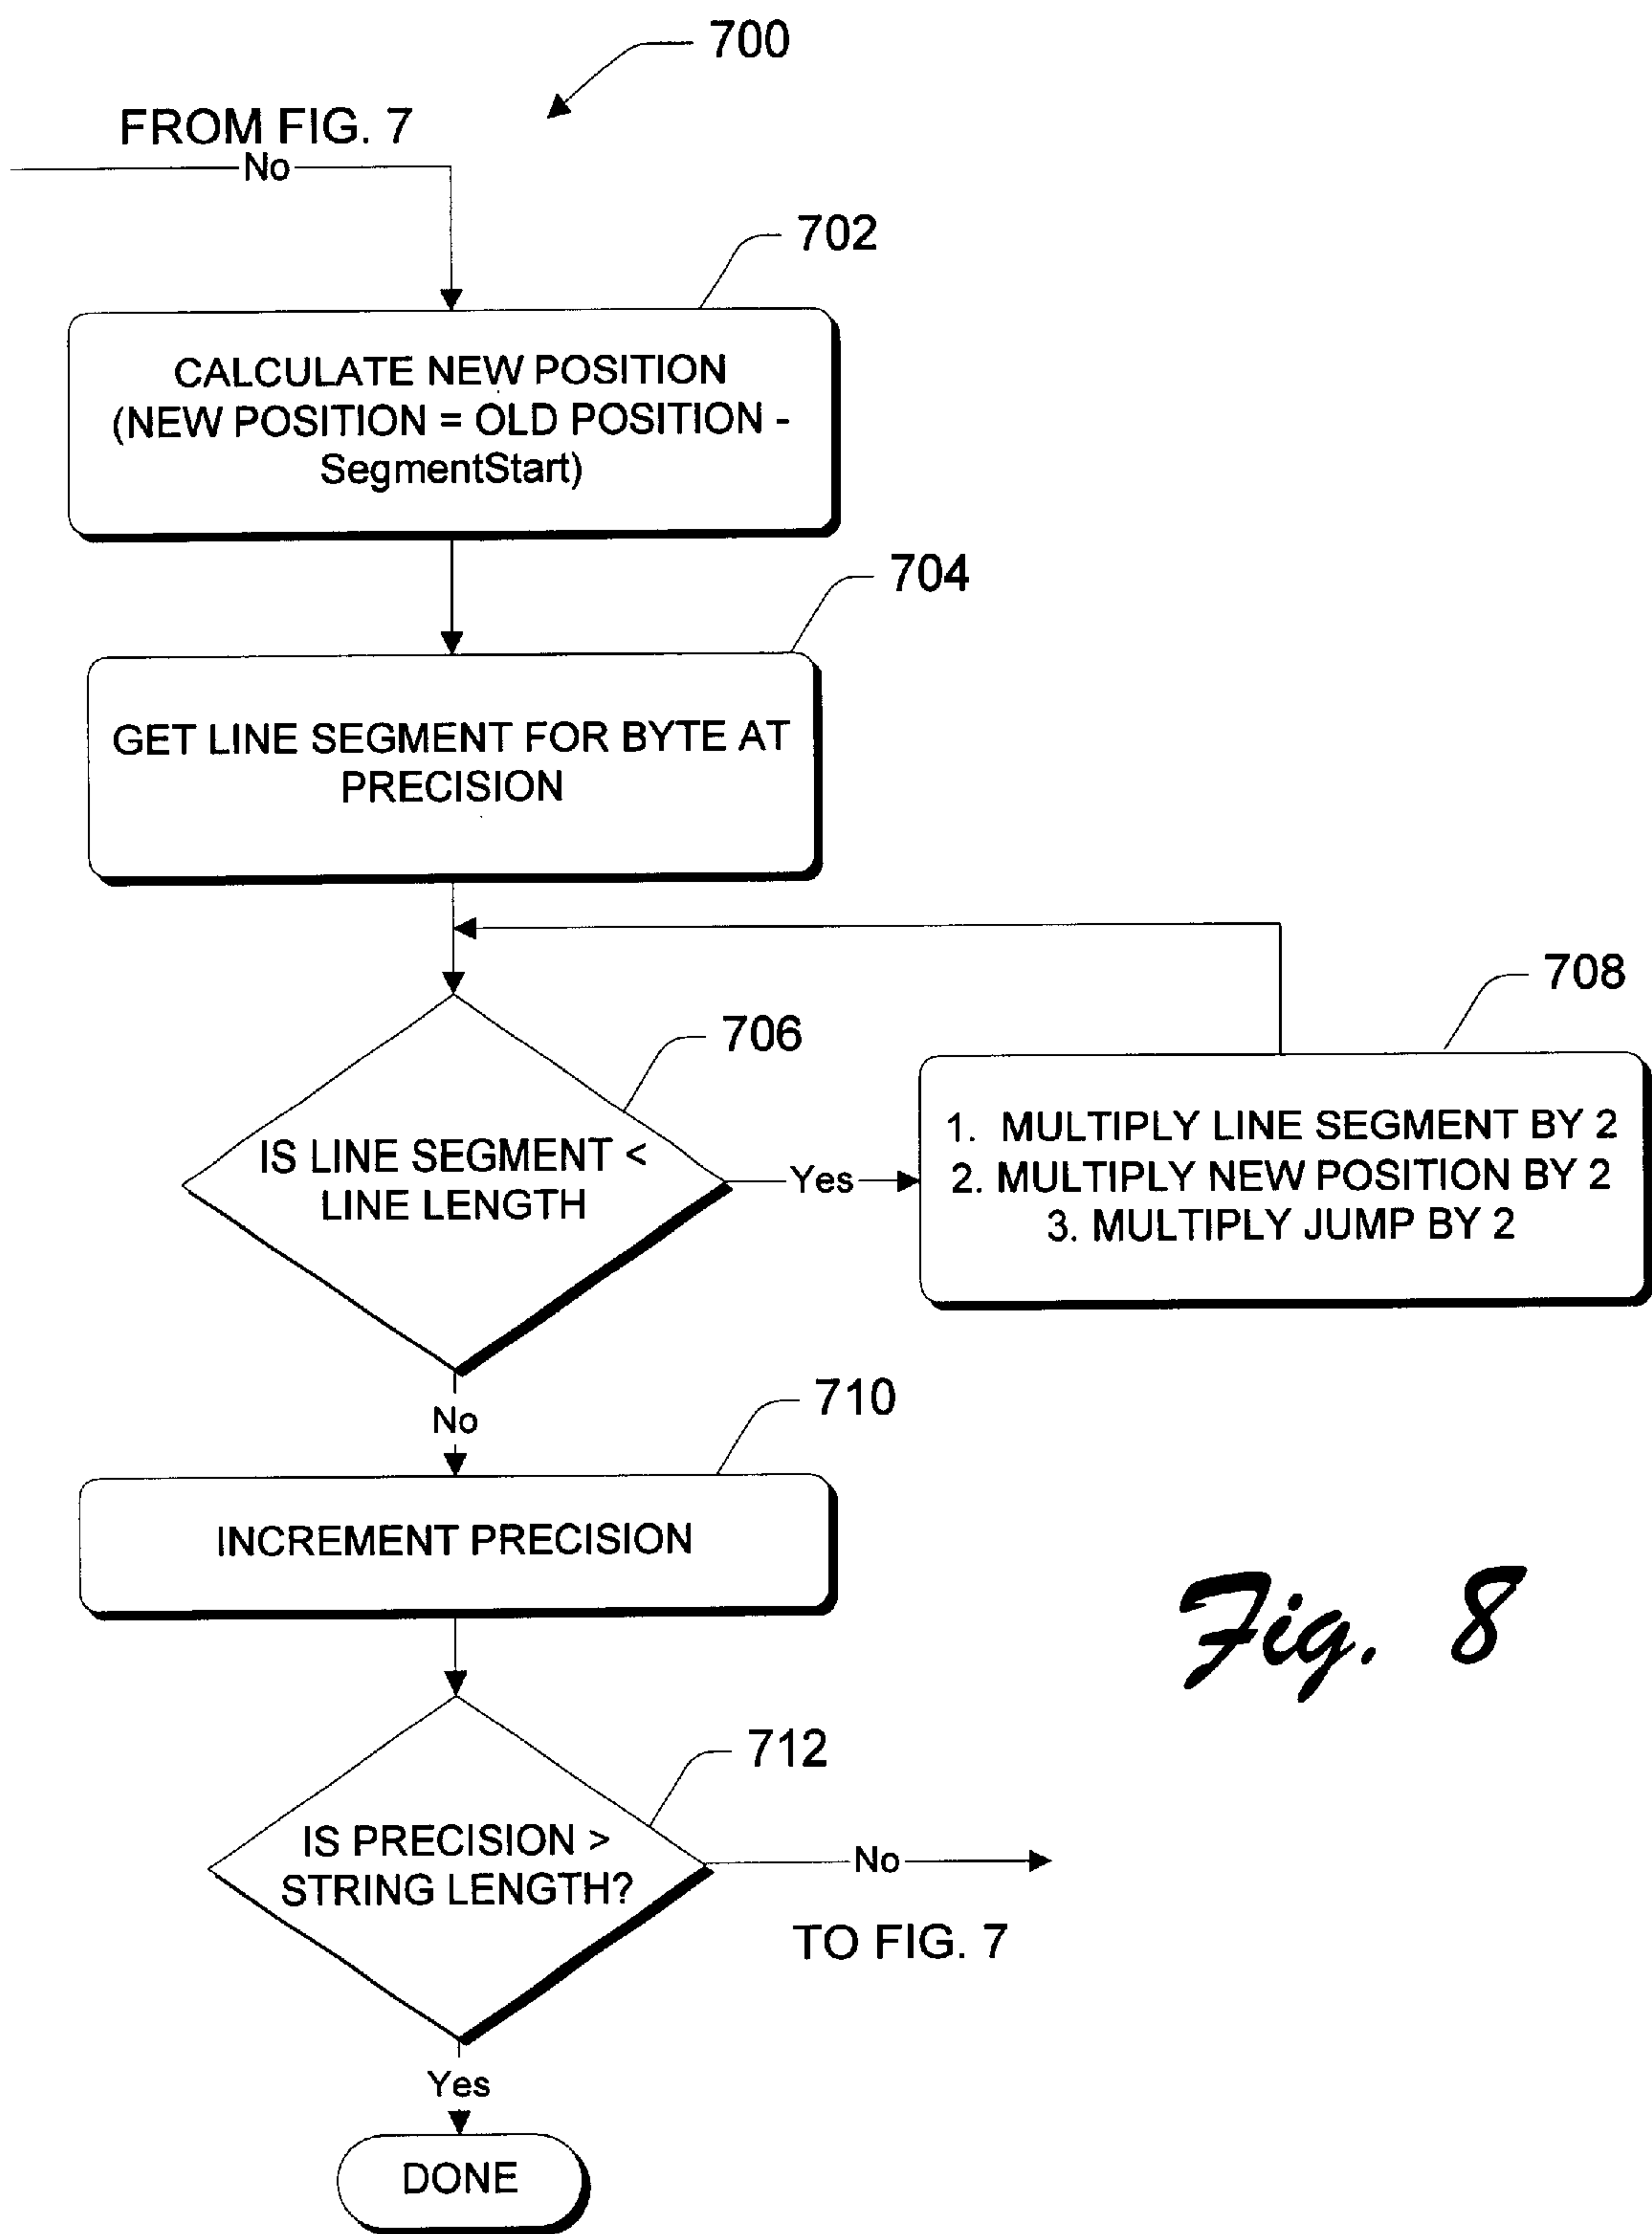 700
FROM FIG. 7
No
702
CALCULATE NEW POSITION
(NEW POSITION = OLD POSITION -
SegmentStart)
704
GET LINE SEGMENT FOR BYTE AT
PRECISION
708
706
IS LINE SEGMENT <
LINE LENGTH
Yes
1. MULTIPLY LINE SEGMENT BY 2
2. MULTIPLY NEW POSITION BY 2
3. MULTIPLY JUMP BY 2
No
710
INCREMENT PRECISION
Fig. 8
712
IS PRECISION >
STRING LENGTH?
No
TO FIG. 7
Yes
DONE